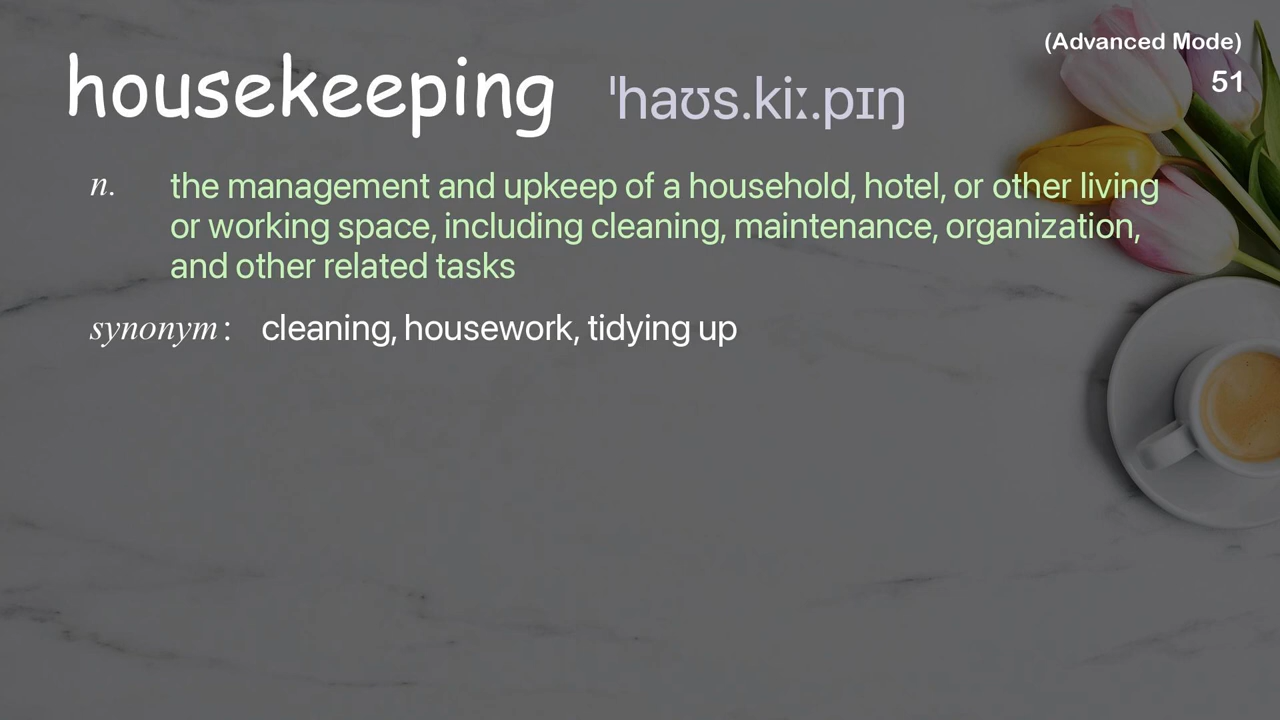 (Advanced Mode)
housekeeping ˈhaʊs.kiː.pɪŋ
51
n. the management and upkeep of a household, hotel, or other living
or working space, including cleaning, maintenance, organization,
and other related tasks
synonym: cleaning, housework, tidying up